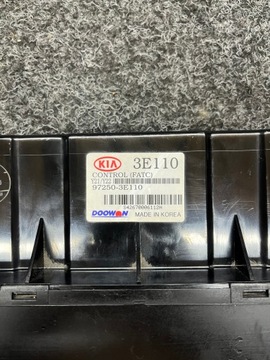 KIA 3E110
CONTROL(FATC)
97250-3E110
DOOWON MADE IN KOREA